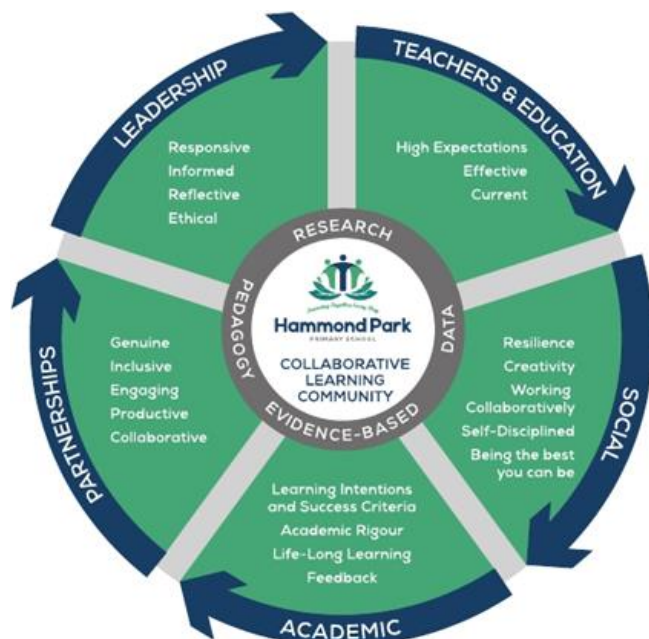 LEADERSHIP
Responsive
Informed
Reflective
Ethical
TEACHERS & EDUCATION
High Expectations
Effective
Current
SOCIAL
Resilience
Creativity
Working
Collaboratively
Self-Disciplined
Being the best
you can be
ACADEMIC
Learning Intentions
and Success Criteria
Academic Rigour
Life-Long Learning
Feedback
PARTNERSHIPS
Genuine
Inclusive
Engaging
Productive
Collaborative
RESEARCH
DATA
EVIDENCE-BASED
PEDAGOGY
Hammond Park
PRIMARY SCHOOL
COLLABORATIVE
LEARNING
COMMUNITY